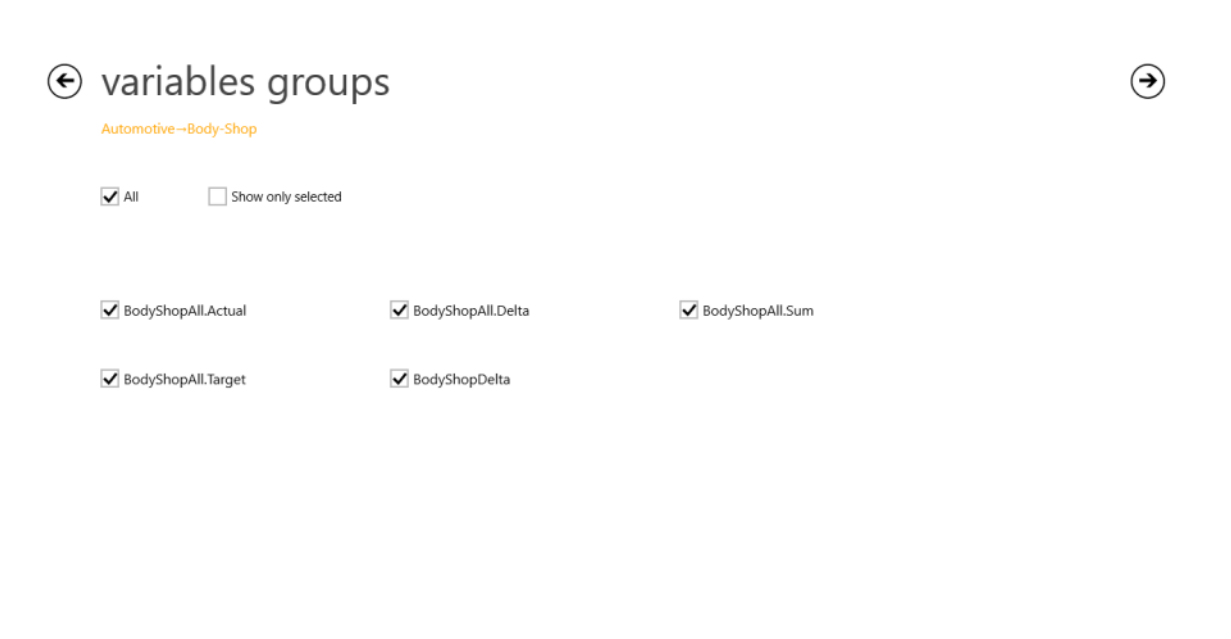 variables groups
Automotive→Body-Shop
All Show only selected
BodyShopAll.Actual BodyShopAll.Delta BodyShopAll.Sum
BodyShopAll.Target BodyShopDelta